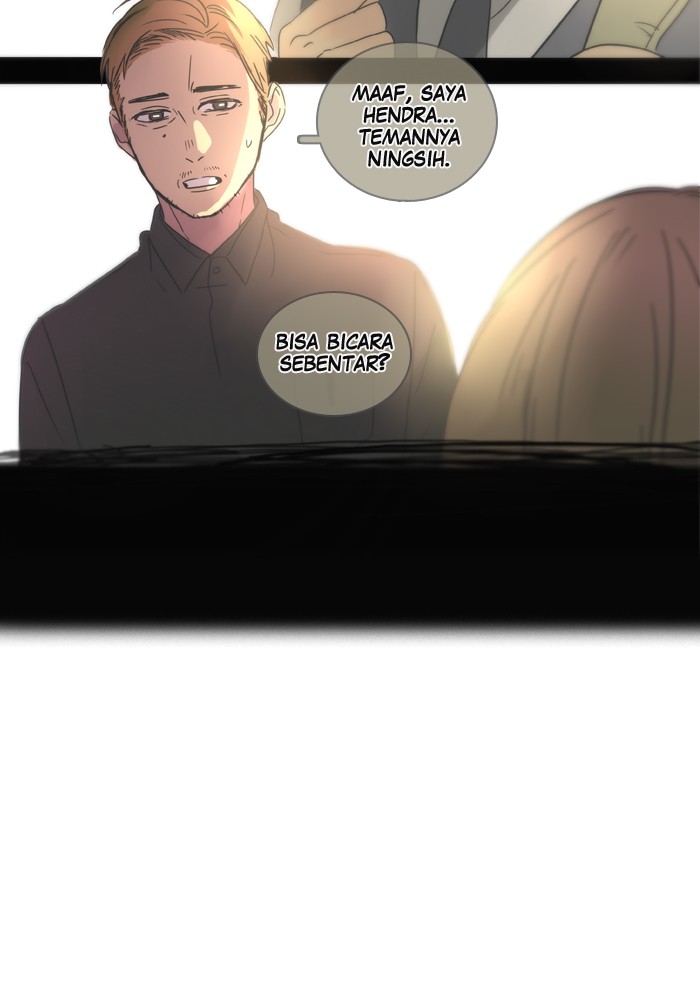 MAAF, SAYA
HENDRA...
TEMANNYA
NINGSIH.
BISA BICARA
SEBENTAR?